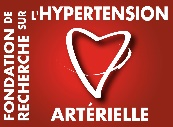 FONDATION DE
RECHERCHE SUR
L'HYPERTENSION
ARTÉRIELLE